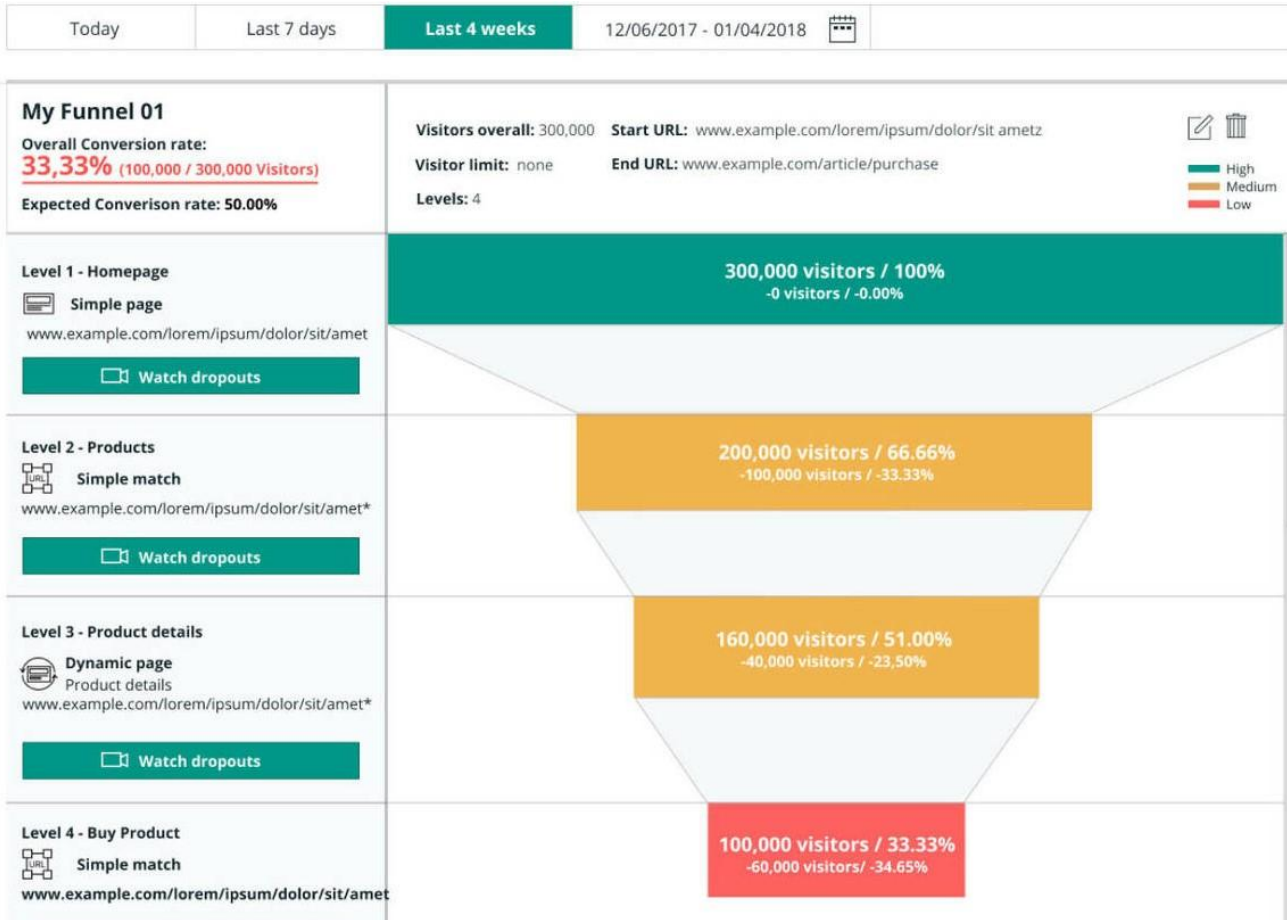 Today
Last 7 days
Last 4 weeks
12/06/2017 - 01/04/2018
My Funnel 01
Overall Conversion rate:
33,33% (100,000 / 300,000 Visitors)
Expected Converison rate: 50.00%
Visitors overall: 300,000
Visitor limit: none
Levels: 4
Start URL: www.example.com/lorem/ipsum/dolor/sit ametz
End URL: www.example.com/article/purchase
High
Medium
Low
Level 1 - Homepage
Simple page
www.example.com/lorem/ipsum/dolor/sit/amet
Watch dropouts
300,000 visitors / 100%
-0 visitors / -0.00%
Level 2 - Products
URL
Simple match
www.example.com/lorem/ipsum/dolor/sit/amet*
Watch dropouts
200,000 visitors / 66.66%
-100,000 visitors / -33.33%
Level 3 - Product details
Dynamic page
Product details
www.example.com/lorem/ipsum/dolor/sit/amet*
Watch dropouts
160,000 visitors / 51.00%
-40,000 visitors / -23,50%
Level 4 - Buy Product
URL
Simple match
www.example.com/lorem/ipsum/dolor/sit/amet
100,000 visitors / 33.33%
-60,000 visitors/ -34.65%